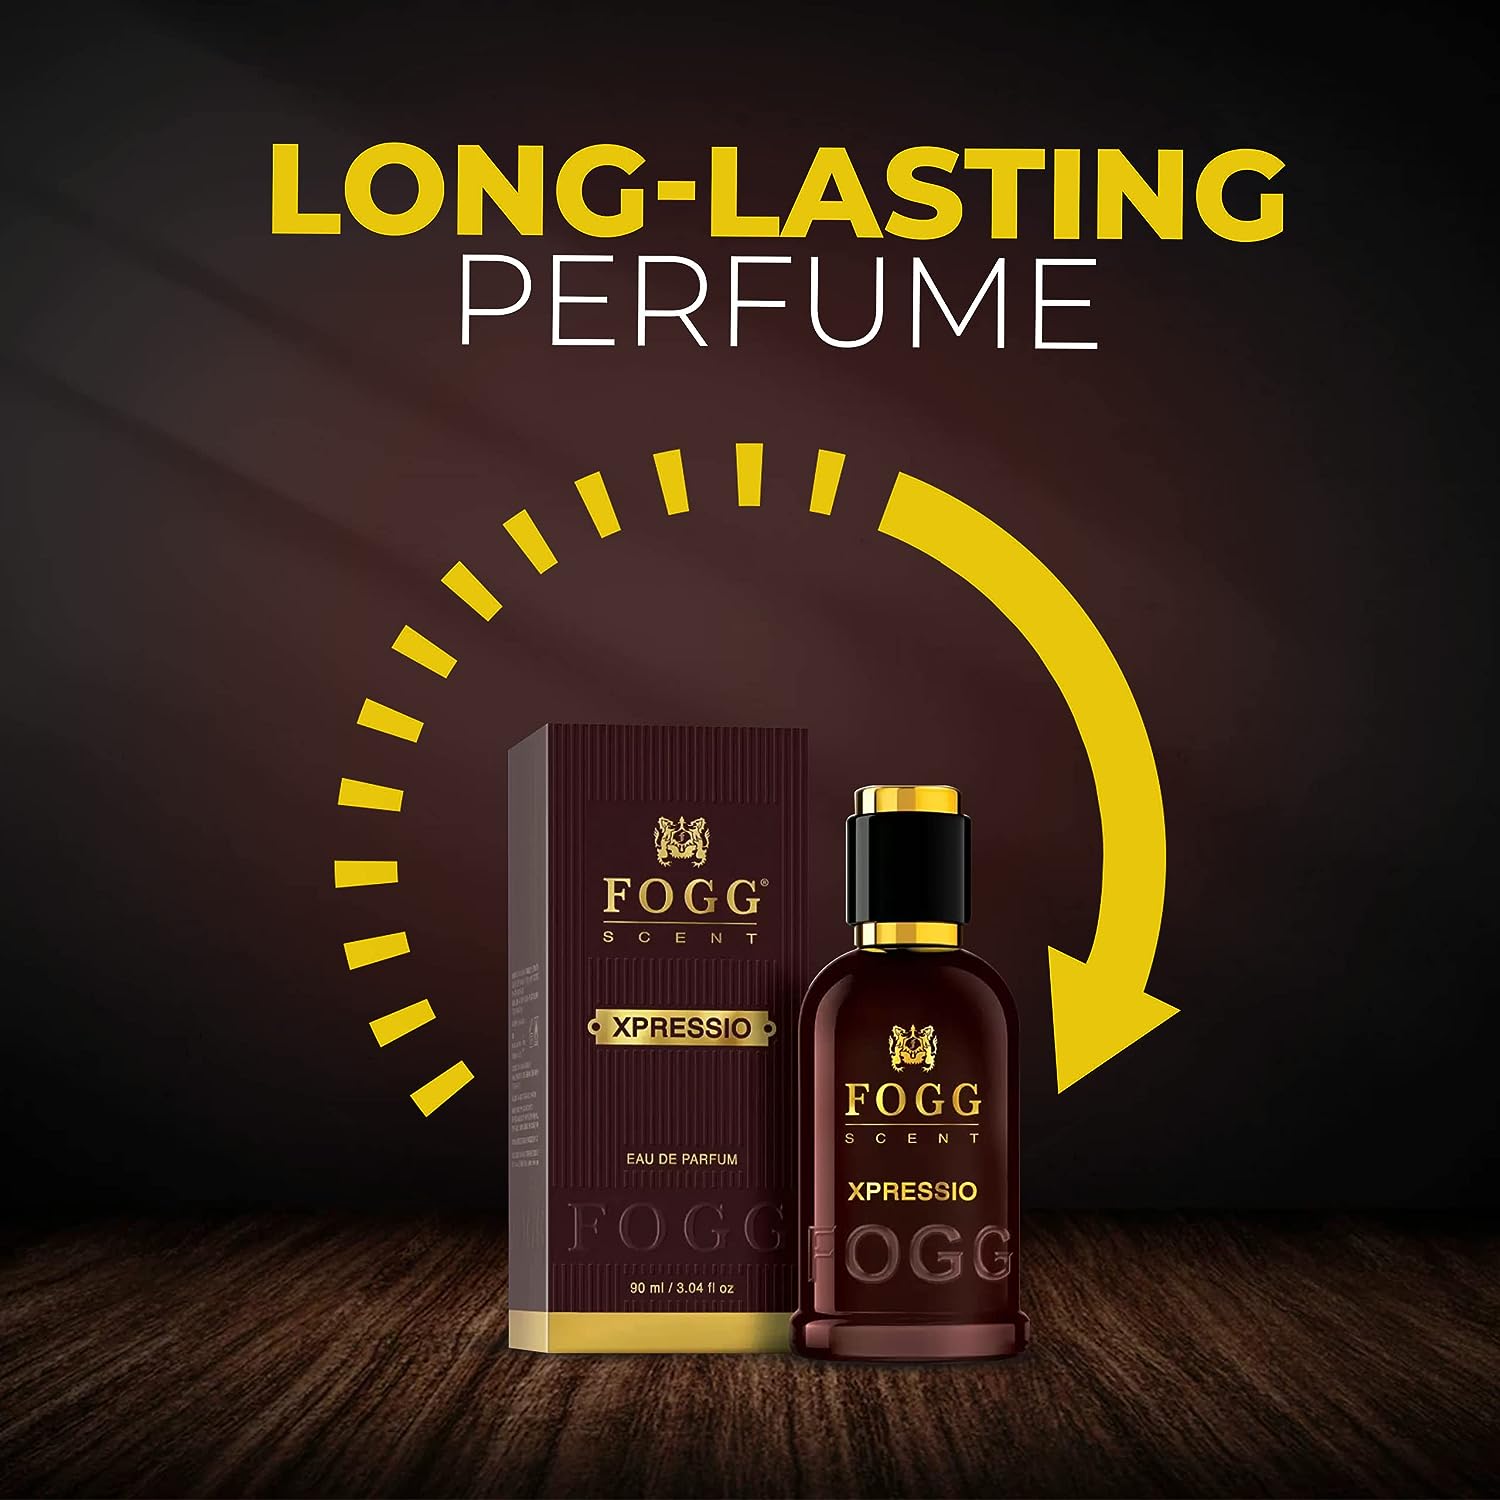 LONG-LASTING
PERFUME
FOGG®
SCENT
XPRESSIO
EAU DE PARFUM
FOGG
90 ml / 3.04 fl oz
FOGG
SCENT
XPRESSIO
FOGG